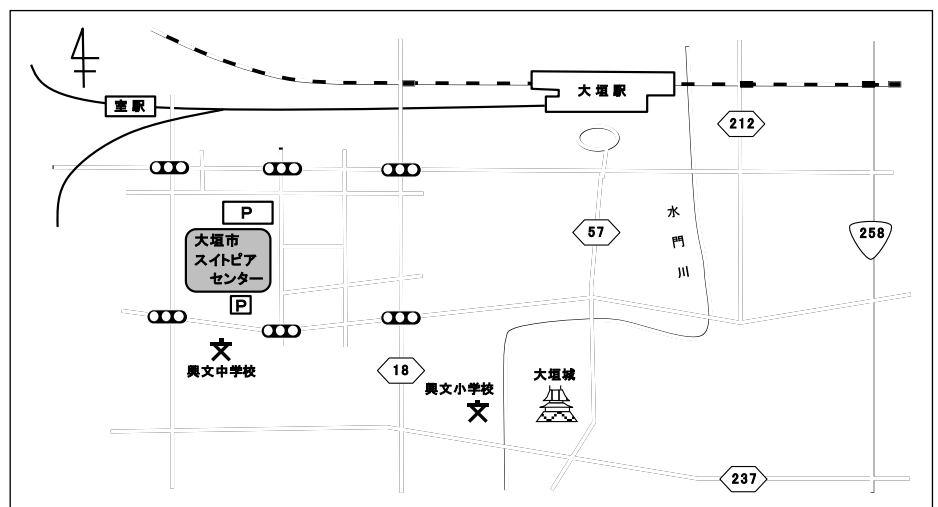 大垣駅
室駅
212
P
大垣市
スイトピア
センター
57
水
門
川
258
P
興文中学校
18
興文小学校
大垣城
237